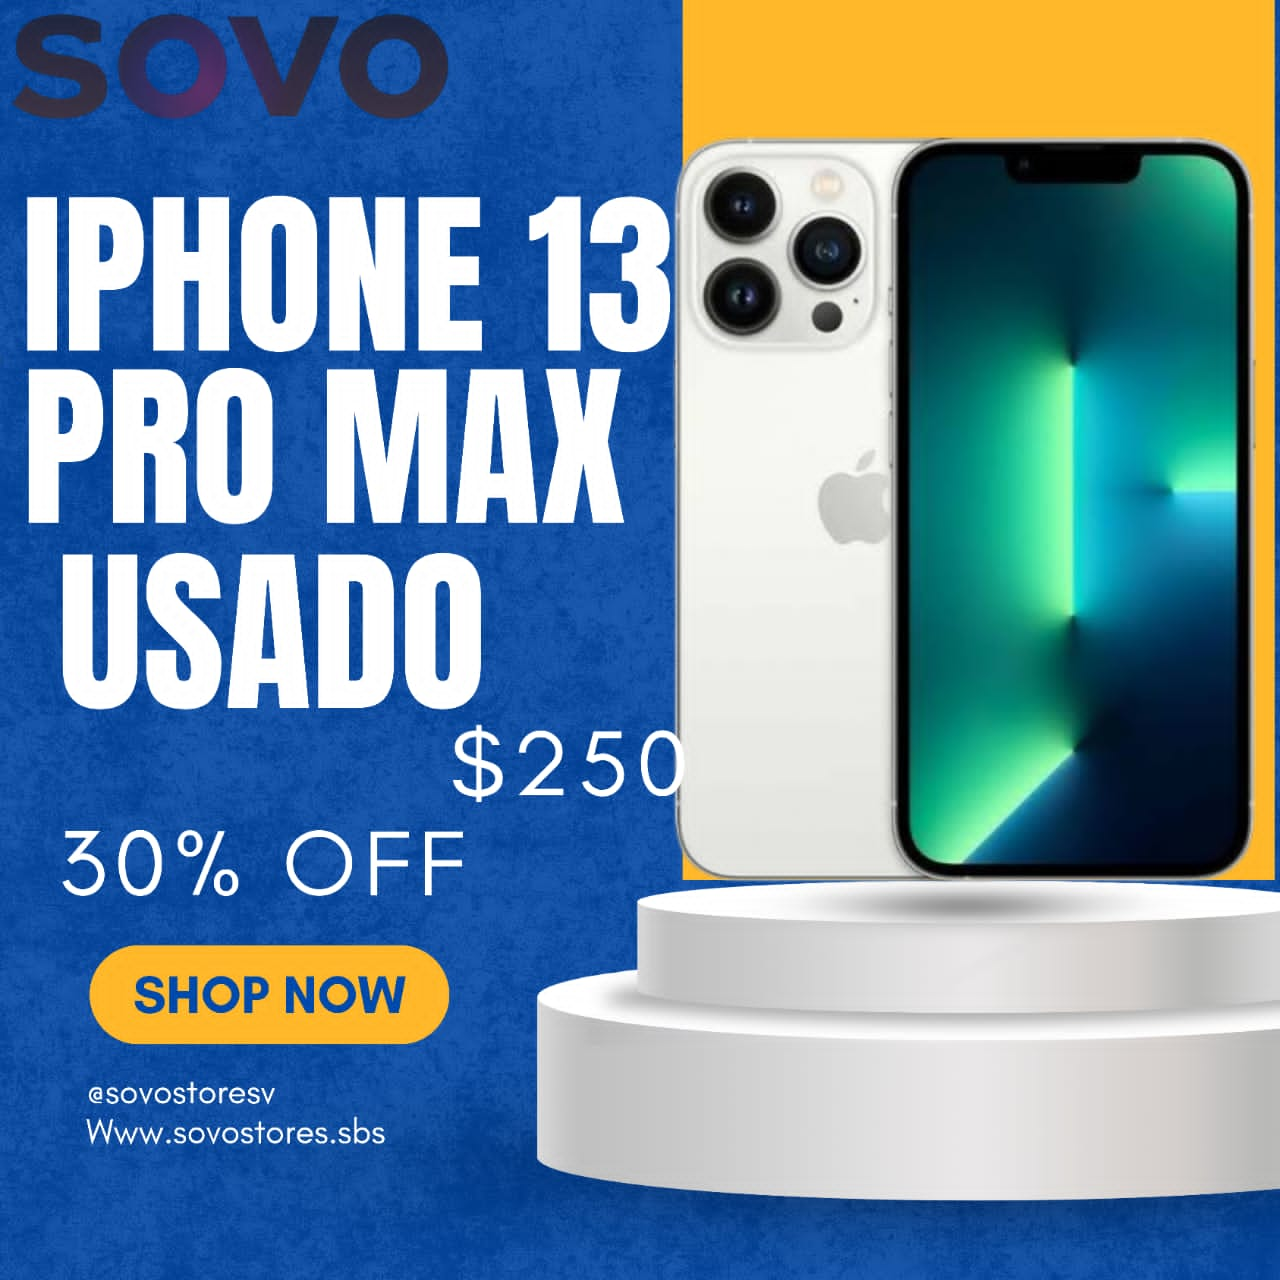 SOVO
IPHONE 13
PRO MAX
USADO
$250
30% OFF
SHOP NOW
@sovostoresv
Www.sovostores.sbs